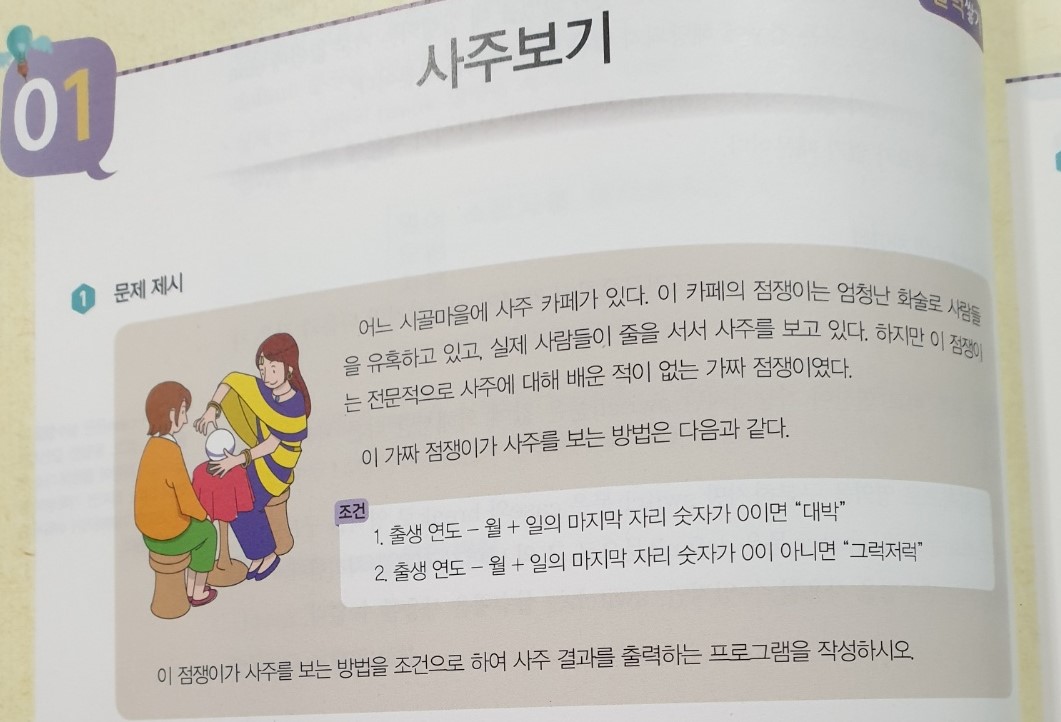 01
사주보기
1 문제 제시
어느 시골마을에 사주 카페가 있다. 이 카페의 점쟁이는 엄청난 화술로 사람들
을 유혹하고 있고, 실제 사람들이 줄을 서서 사주를 보고 있다. 하지만 이 점쟁이
는 전문적으로 사주에 대해 배운 적이 없는 가짜 점쟁이였다.
이 가짜 점쟁이가 사주를 보는 방법은 다음과 같다.
조건
1. 출생 연도 - 월 + 일의 마지막 자리 숫자가 0이면 “대박”
2. 출생 연도 - 월 + 일의 마지막 자리 숫자가 0이 아니면 “그럭저럭”
이 점쟁이가 사주를 보는 방법을 조건으로 하여 사주 결과를 출력하는 프로그램을 작성하시오.